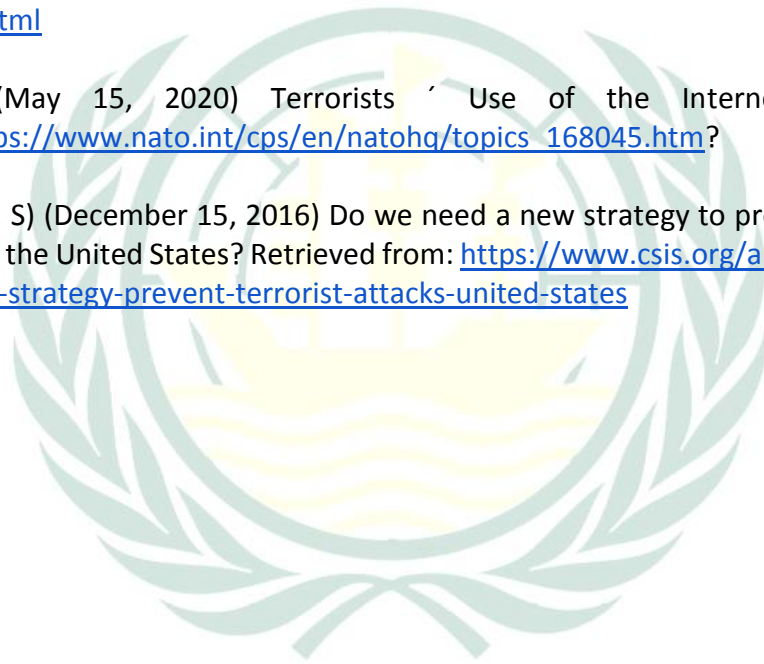 tml
(May 15, 2020) Terrorists ´ Use of the Intern
ps://www.nato.int/cps/en/natohq/topics_168045.htm?
S) (December 15, 2016) Do we need a new strategy to pr
the United States? Retrieved from: https://www.csis.org/a
-strategy-prevent-terrorist-attacks-united-states